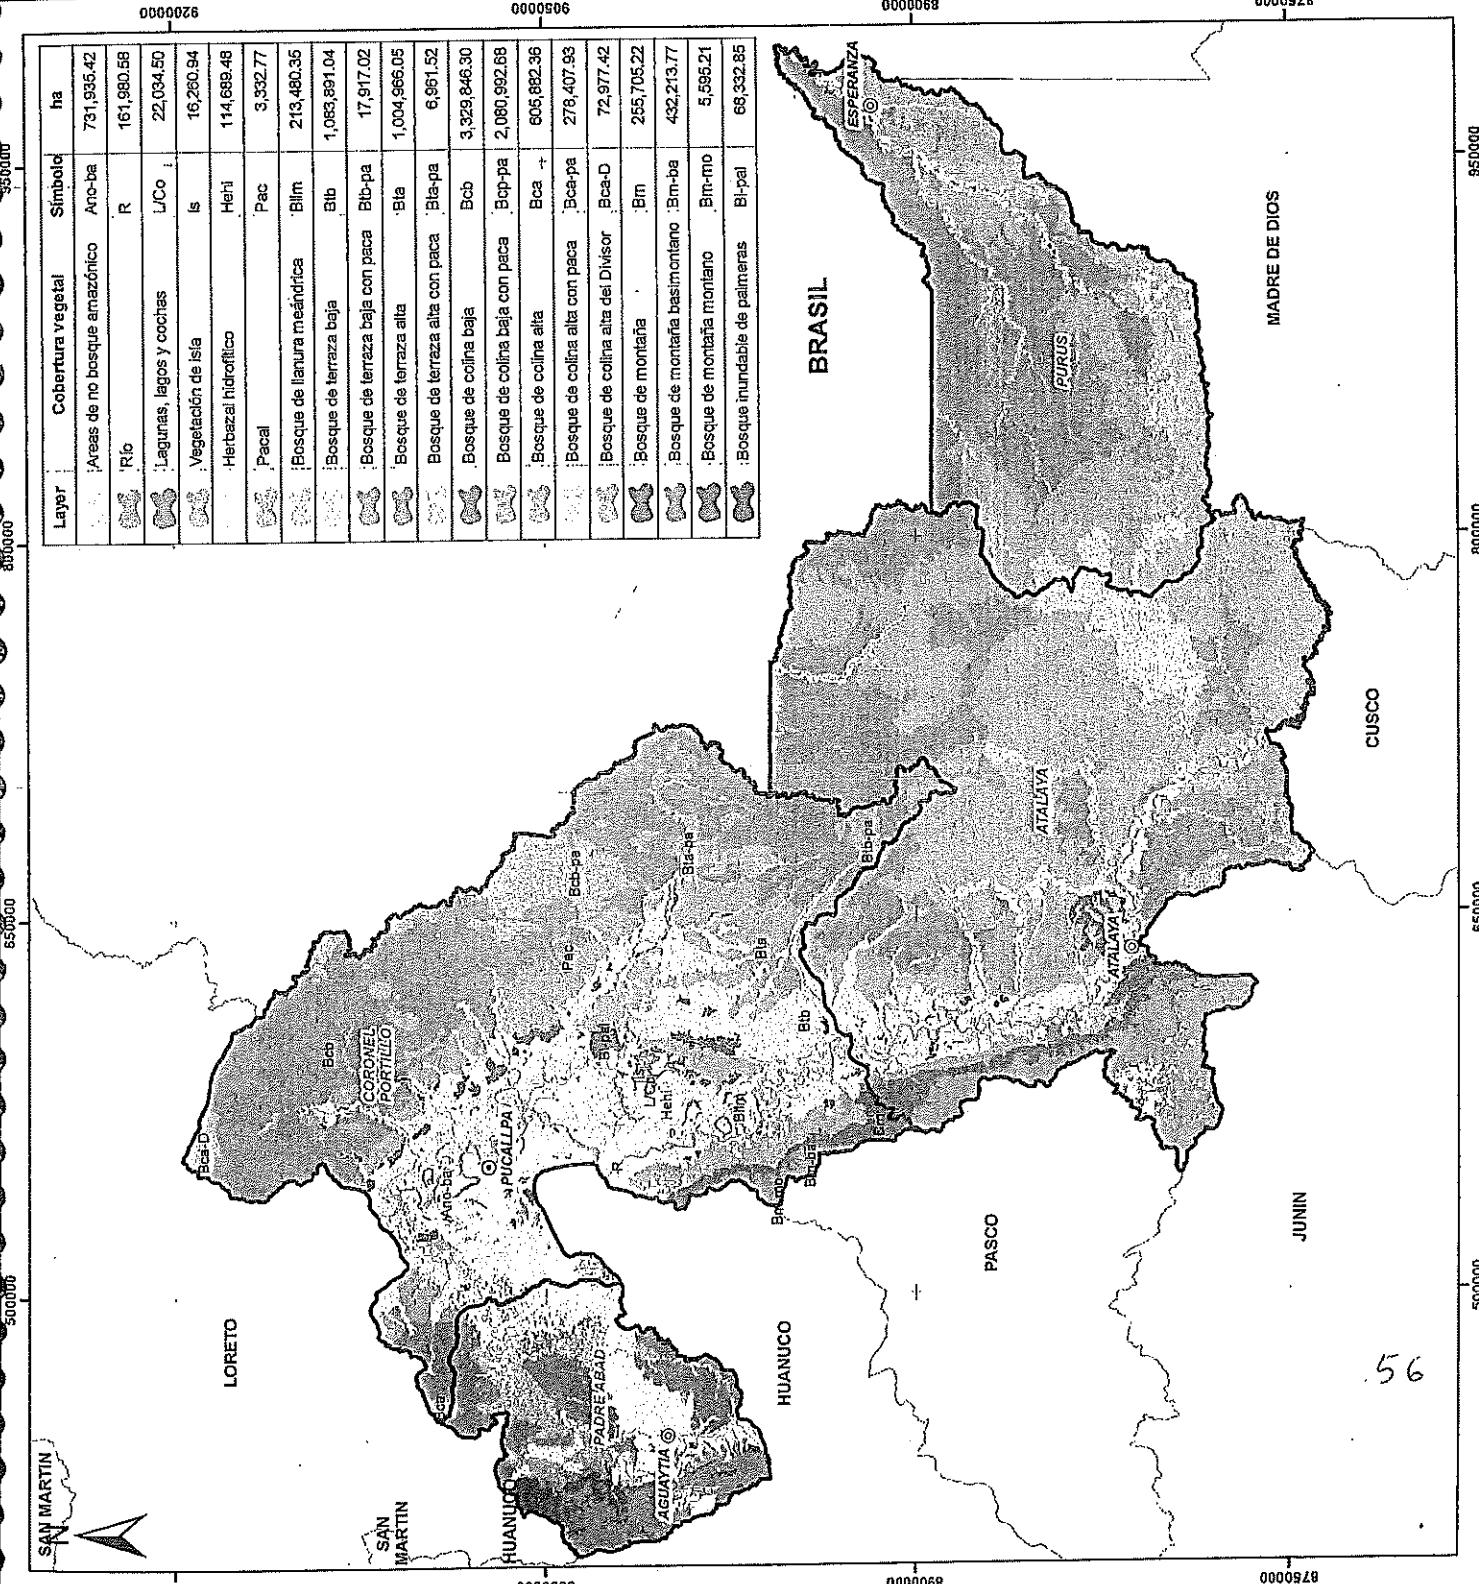 Layer Cobertura vegetal Símbolo ha
Areas de no bosque amazónico Ano-ba 731,935.42
Río R 161,980.58
Lagunas, lagos y cochas L/Co 22,034.50
Vegetación de isla Is 16,260.94
Herbazal hidrofítico Hehi 114,689.48
Pacal Pac 3,332.77
Bosque de llanura meándrica Bllm 213,480.35
Bosque de terraza baja Btb 1,083,891.04
Bosque de terraza baja con paca Btb-pa 17,917.02
Bosque de terraza alta Bta 1,004,966.05
Bosque de terraza alta con paca Bta-pa 6,961.52
Bosque de colina baja Bcb 3,329,846.30
Bosque de colina baja con paca Bcp-pa 2,080,992.68
Bosque de colina alta Bca 605,882.36
Bosque de colina alta con paca Bca-pa 278,407.93
Bosque de colina alta del Divisor Bca-D 72,977.42
Bosque de montaña Bm 255,705.22
Bosque de montaña basimontano Bm-ba 432,213.77
Bosque de montaña montano Bm-mo 5,595.21
Bosque inundable de palmeras Bi-pal 68,332.85
SAN MARTIN
N
SAN
MARTIN
HUANUCO
LORETO
Bca-D
Bcb
CORONEL
PORTILLO
Ano-ba
PUCALLPA
Bca
PADRE ABAD
AGUAYTIA
HUANUCO
Bcb-pa
Pac
Bta-pa
Bi-pal
Is
L/Co
Hehi
Bllm
R
Bta
Btb
Btb-pa
Bm-mo
Bm-ba
Bm
PASCO
JUNIN
ATALAYA
ATALAYA
CUSCO
BRASIL
PURUS
ESPERANZA
MADRE DE DIOS
500000
650000
800000
950000
500000
650000
800000
950000
9200000
9050000
8900000
8750000
8900000
8750000
56